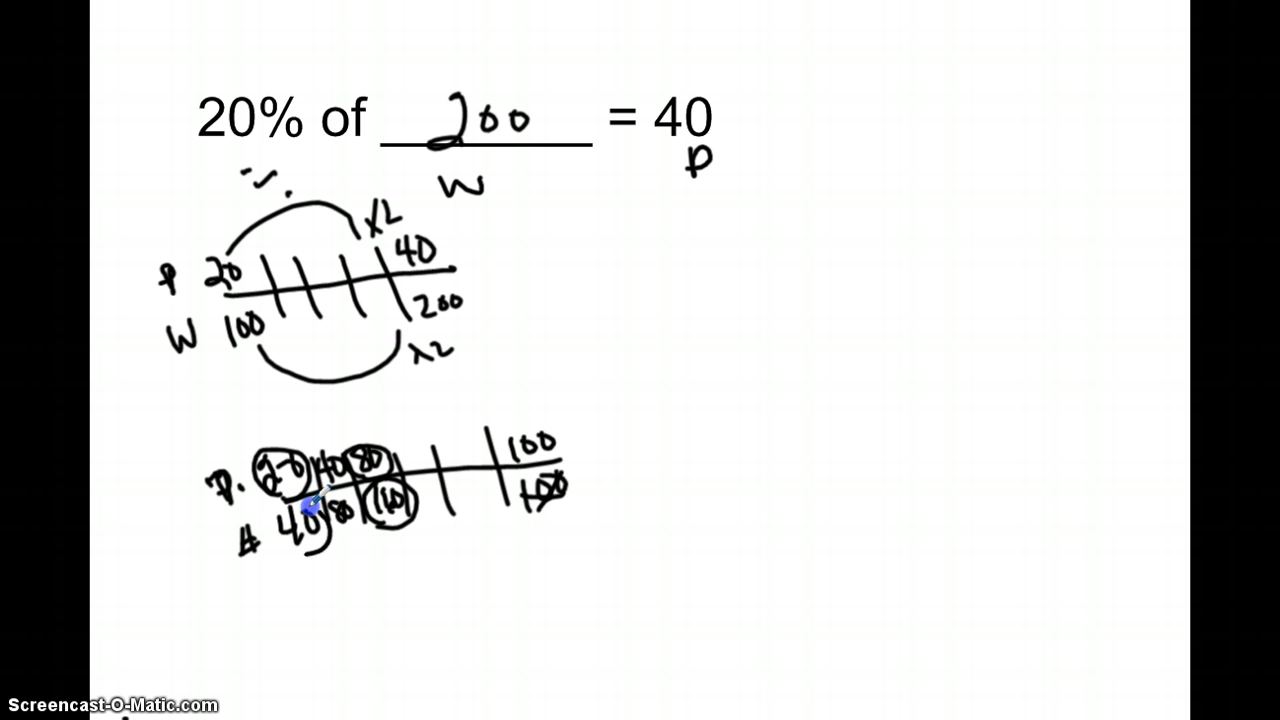 20% of 200 = 40
W P
x2
P 20 40
W 100 200
x2
P. 20 40 80 100
# 40 80 160 100
Screencast-O-Matic.com